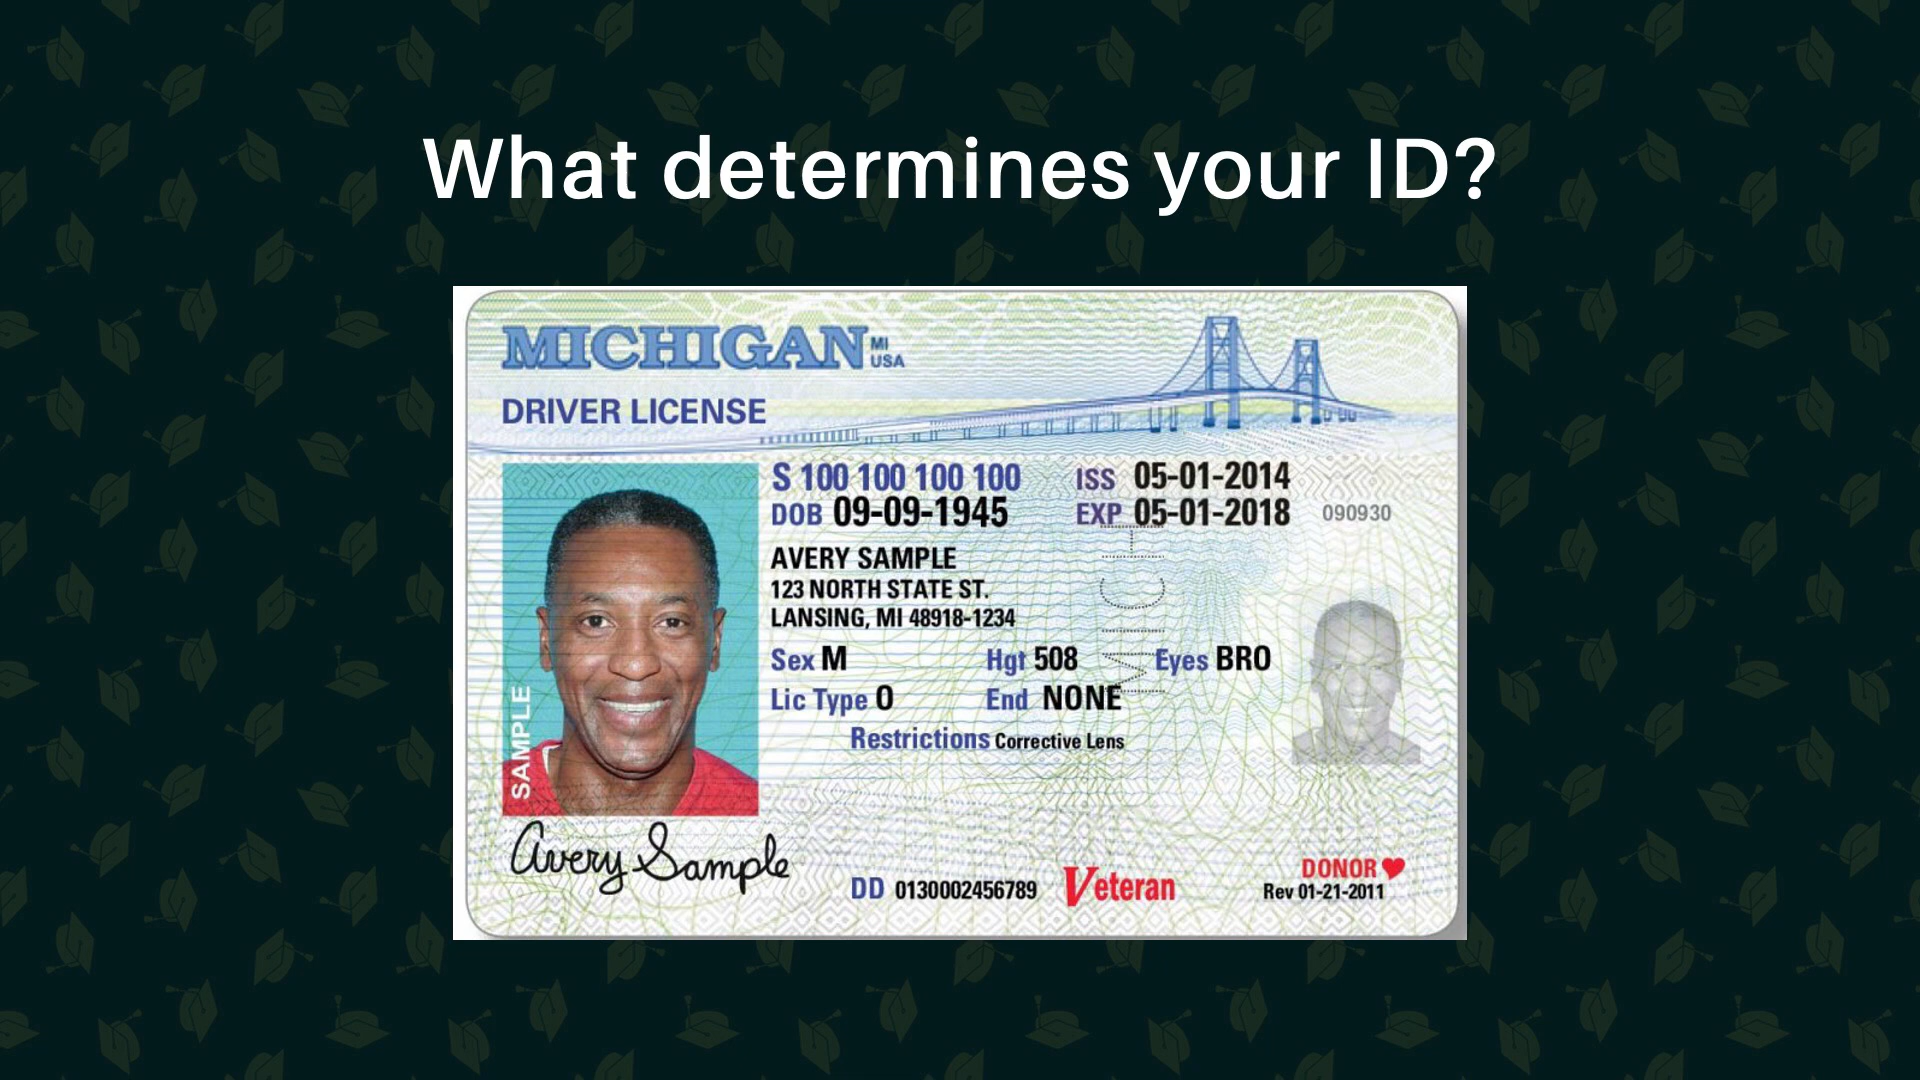 What determines your ID?
MICHIGAN MI USA
DRIVER LICENSE
S 100 100 100 100
ISS 05-01-2014
DOB 09-09-1945
EXP 05-01-2018
090930
AVERY SAMPLE
123 NORTH STATE ST.
LANSING, MI 48918-1234
MICH
Sex M
Hgt 508
Eyes BRO
Lic Type O
End NONE
Restrictions Corrective Lens
SAMPLE
Avery Sample
DD 0130002456789
Veteran
DONOR
Rev 01-21-2011